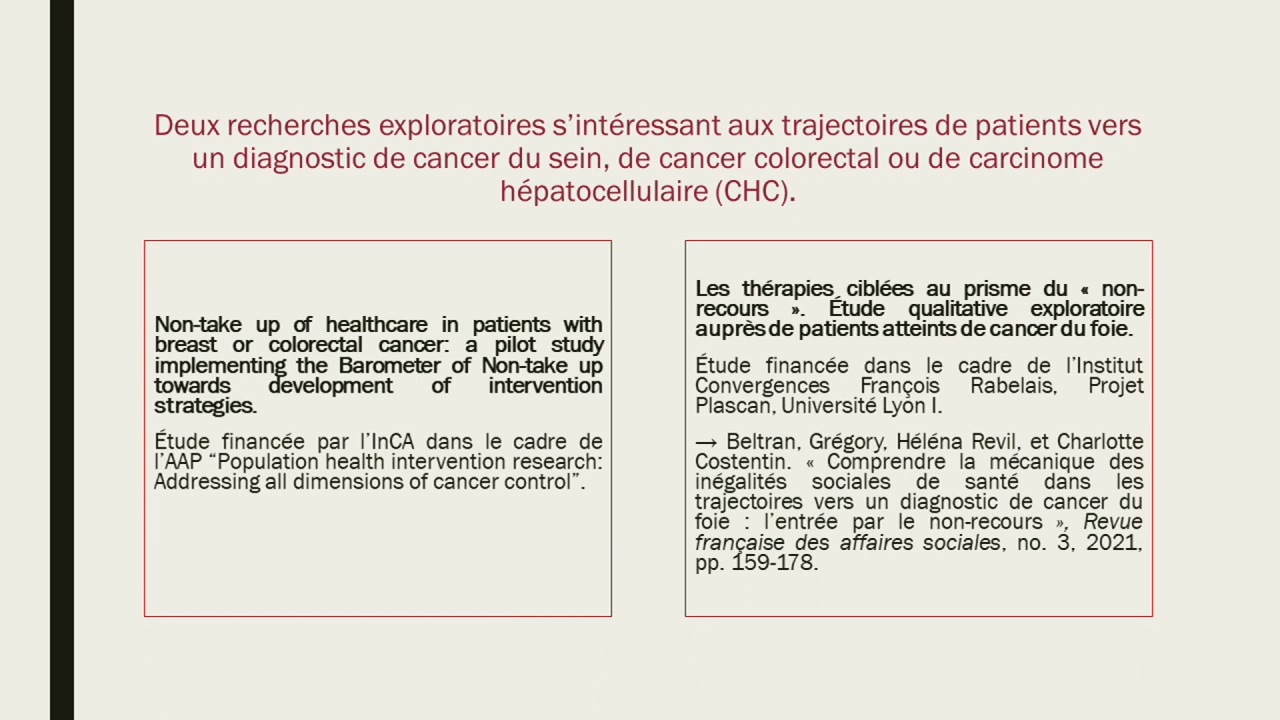 Deux recherches exploratoires s’intéressant aux trajectoires de patients vers
un diagnostic de cancer du sein, de cancer colorectal ou de carcinome
hépatocellulaire (CHC).
Non-take up of healthcare in patients with
breast or colorectal cancer: a pilot study
implementing the Barometer of Non-take up
towards development of intervention
strategies.
Étude financée par l’InCA dans le cadre de
l’AAP “Population health intervention research:
Addressing all dimensions of cancer control”.
Les thérapies ciblées au prisme du « non-
recours ». Étude qualitative exploratoire
auprès de patients atteints de cancer du foie.
Étude financée dans le cadre de l’Institut
Convergences François Rabelais, Projet
Plascan, Université Lyon I.
→ Beltran, Grégory, Héléna Revil, et Charlotte
Costentin. « Comprendre la mécanique des
inégalités sociales de santé dans les
trajectoires vers un diagnostic de cancer du
foie : l’entrée par le non-recours », Revue
française des affaires sociales, no. 3, 2021,
pp. 159-178.